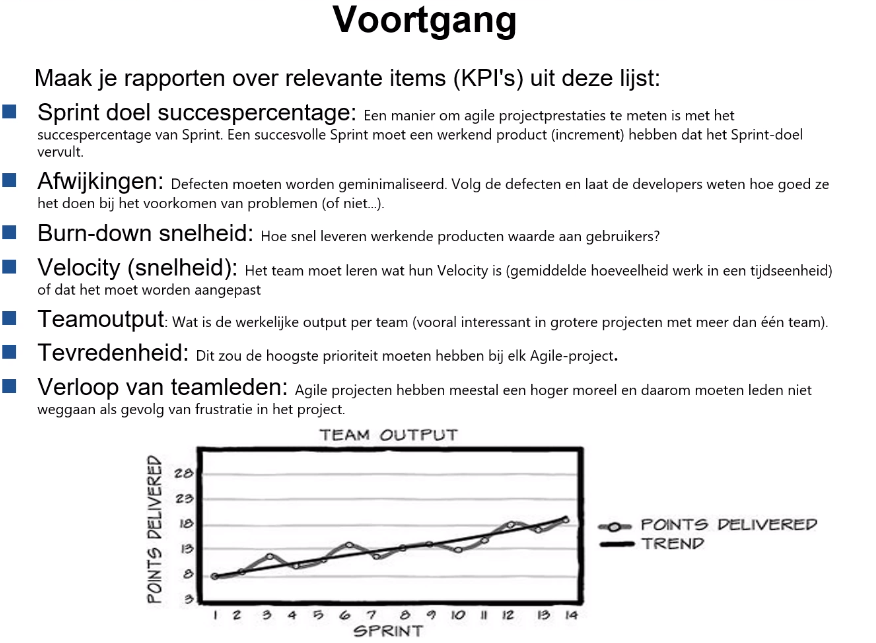 Voortgang
Maak je rapporten over relevante items (KPI's) uit deze lijst:
Sprint doel succespercentage: Een manier om agile projectprestaties te meten is met het
succespercentage van Sprint. Een succesvolle Sprint moet een werkend product (increment) hebben dat het Sprint-doel
vervult.
Afwijkingen: Defecten moeten worden geminimaliseerd. Volg de defecten en laat de developers weten hoe goed ze
het doen bij het voorkomen van problemen (of niet...).
Burn-down snelheid: Hoe snel leveren werkende producten waarde aan gebruikers?
Velocity (snelheid): Het team moet leren wat hun Velocity is (gemiddelde hoeveelheid werk in een tijdseenheid)
of dat het moet worden aangepast
Teamoutput: Wat is de werkelijke output per team (vooral interessant in grotere projecten met meer dan één team).
Tevredenheid: Dit zou de hoogste prioriteit moeten hebben bij elk Agile-project.
Verloop van teamleden: Agile projecten hebben meestal een hoger moreel en daarom moeten leden niet
weggaan als gevolg van frustratie in het project.
TEAM OUTPUT
POINTS DELIVERED
28
23
18
13
8
3
1 2 3 4 5 6 7 8 9 10 11 12 13 14
SPRINT
POINTS DELIVERED
TREND